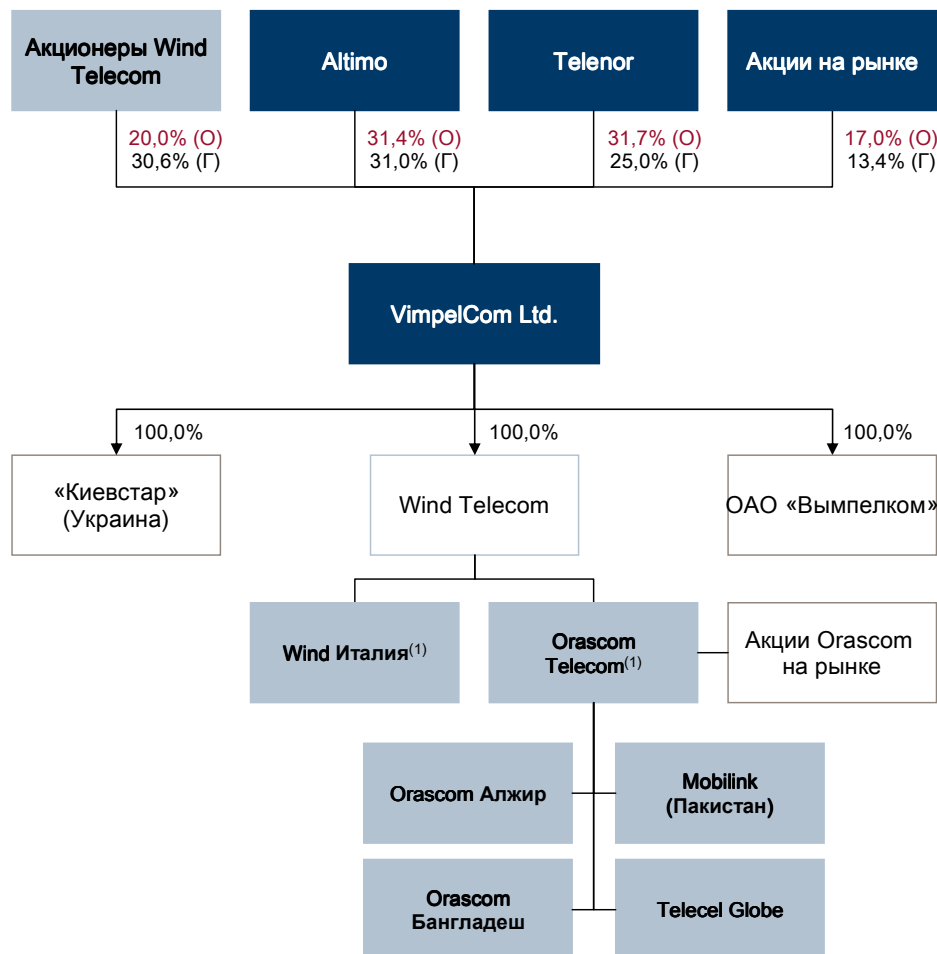 Акционеры Wind
Telecom
Altimo
Telenor
Акции на рынке
20,0% (О)
30,6% (Г)
31,4% (О)
31,0% (Г)
31,7% (О)
25,0% (Г)
17,0% (О)
13,4% (Г)
VimpelCom Ltd.
100,0%
100,0%
100,0%
«Киевстар»
(Украина)
Wind Telecom
ОАО «Вымпелком»
Wind Италия(1)
Orascom
Telecom(1)
Акции Orascom
на рынке
Orascom Алжир
Mobilink
(Пакистан)
Orascom
Бангладеш
Telecel Globe